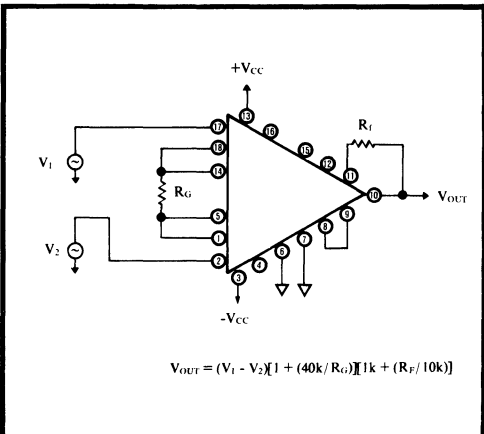 +VCC
13
17
16
Rf
18
15
V1
12
14
11
RG
10
VOUT
5
9
V2
1
8
2
7
3
4
6
-VCC
VOUT = (V1 - V2)[1 + (40k/RG)][1k + (RF/10k)]